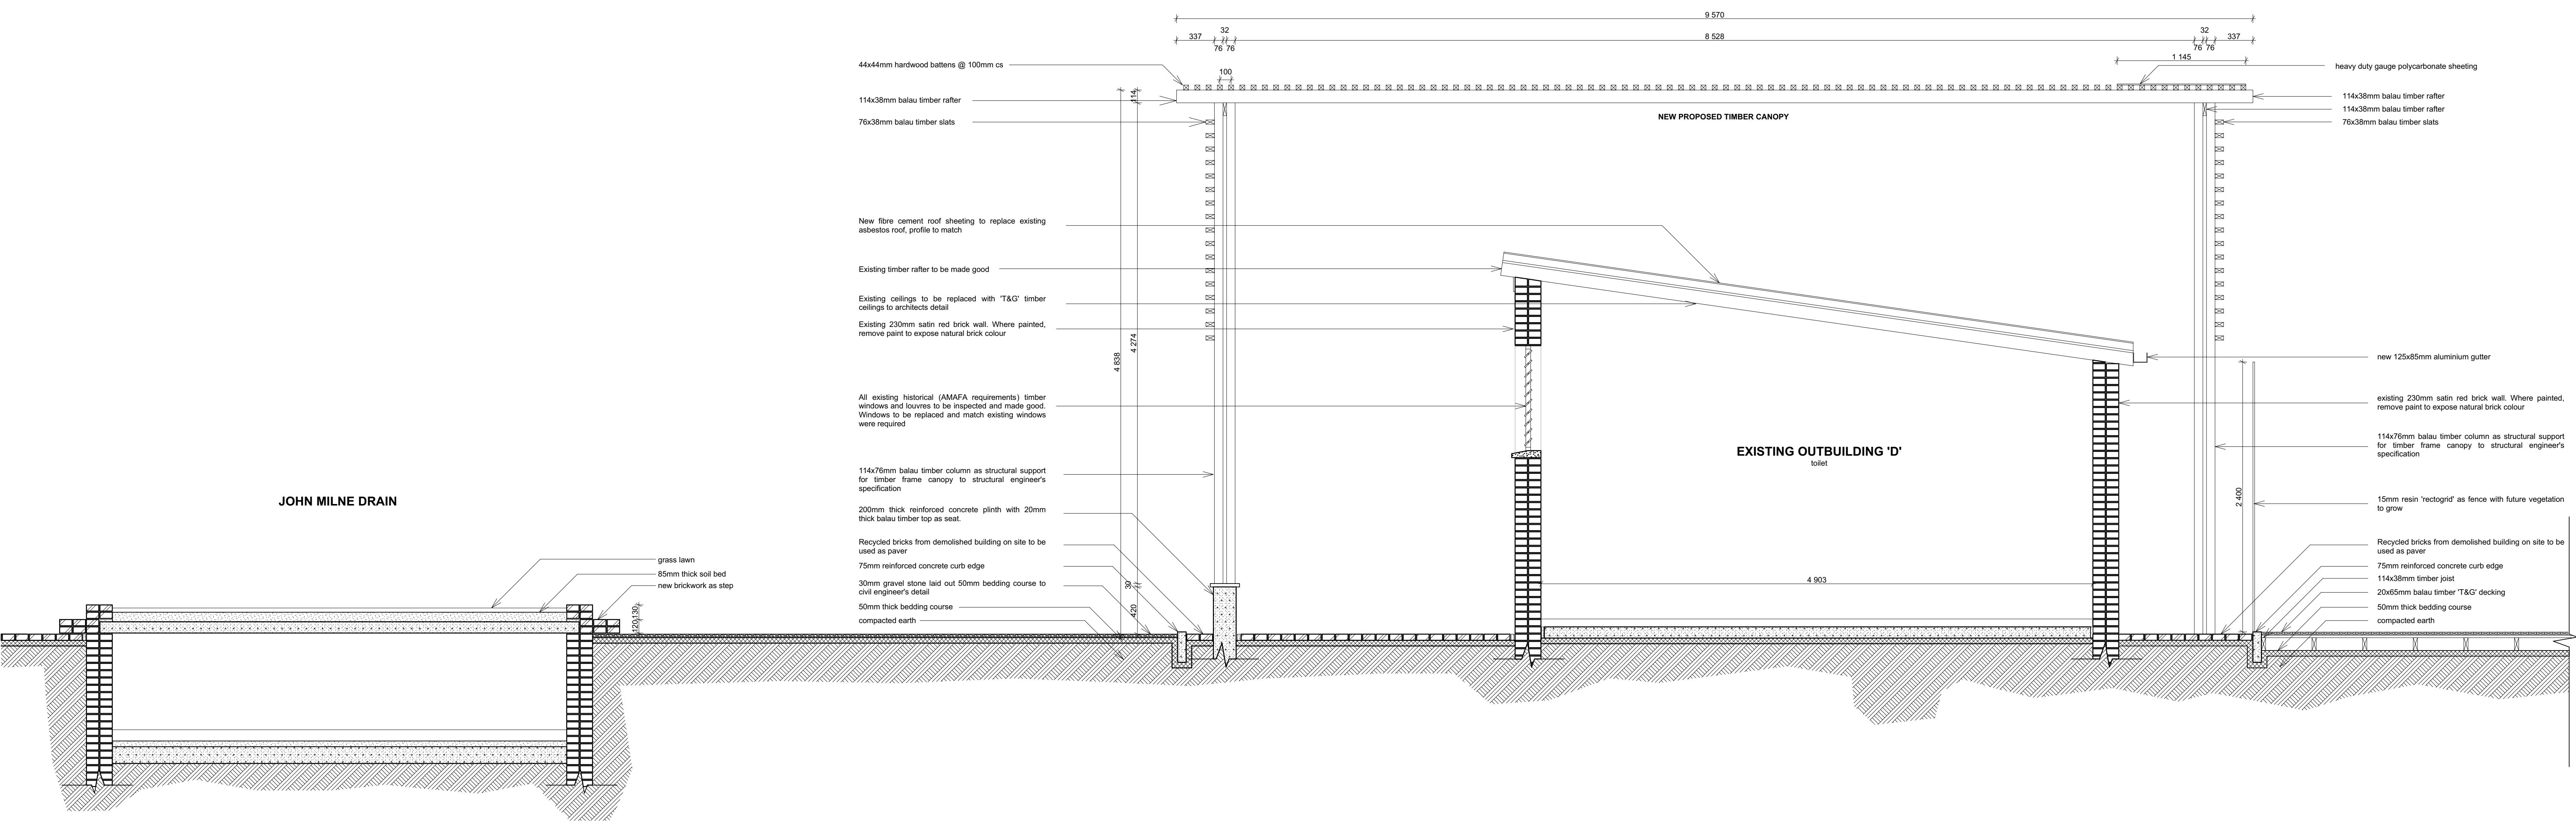 9 570
337
32
76 76
8 528
32
76 76
337
1 145
100
114
44x44mm hardwood battens @ 100mm cs
114x38mm balau timber rafter
76x38mm balau timber slats
heavy duty gauge polycarbonate sheeting
114x38mm balau timber rafter
114x38mm balau timber rafter
76x38mm balau timber slats
NEW PROPOSED TIMBER CANOPY
New fibre cement roof sheeting to replace existing
asbestos roof, profile to match
Existing timber rafter to be made good
Existing ceilings to be replaced with 'T&G' timber
ceilings to architects detail
Existing 230mm satin red brick wall. Where painted,
remove paint to expose natural brick colour
4 838
4 274
All existing historical (AMAFA requirements) timber
windows and louvres to be inspected and made good.
Windows to be replaced and match existing windows
were required
114x76mm balau timber column as structural support
for timber frame canopy to structural engineer's
specification
200mm thick reinforced concrete plinth with 20mm
thick balau timber top as seat.
Recycled bricks from demolished building on site to be
used as paver
75mm reinforced concrete curb edge
30mm gravel stone laid out 50mm bedding course to
civil engineer's detail
50mm thick bedding course
compacted earth
30
420
JOHN MILNE DRAIN
grass lawn
85mm thick soil bed
new brickwork as step
130
120
EXISTING OUTBUILDING 'D'
toilet
4 903
2 400
new 125x85mm aluminium gutter
existing 230mm satin red brick wall. Where painted,
remove paint to expose natural brick colour
114x76mm balau timber column as structural support
for timber frame canopy to structural engineer's
specification
15mm resin 'rectogrid' as fence with future vegetation
to grow
Recycled bricks from demolished building on site to be
used as paver
75mm reinforced concrete curb edge
114x38mm timber joist
20x65mm balau timber 'T&G' decking
50mm thick bedding course
compacted earth